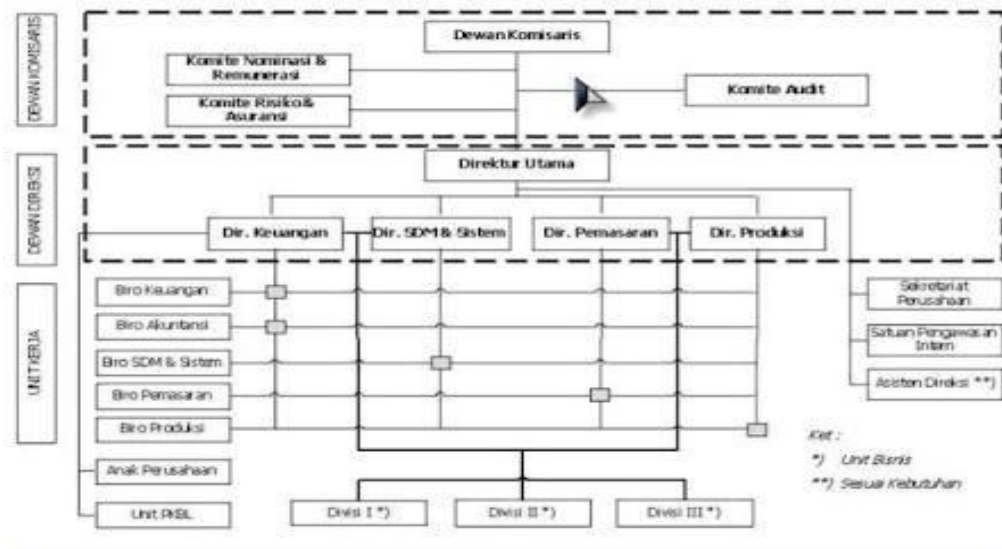 DEWAN KOMISARIS
Dewan Komisaris
Komite Nominasi &
Remunerasi
Komite Risiko &
Asuransi
Komite Audit
DEWAN DIREKSI
Direktur Utama
Dir. Keuangan
Dir. SDM & Sistem
Dir. Pemasaran
Dir. Produksi
UNIT KERJA
Biro Keuangan
Biro Akuntansi
Biro SDM & Sistem
Biro Pemasaran
Biro Produksi
Anak Perusahaan
Unit PKBL
Sekretariat
Perusahaan
Satuan Pengawasan
Intern
Asisten Direksi **)
Ket :
*) Unit Bisnis
**) Sesuai Kebutuhan
Divisi I *)
Divisi II *)
Divisi III *)